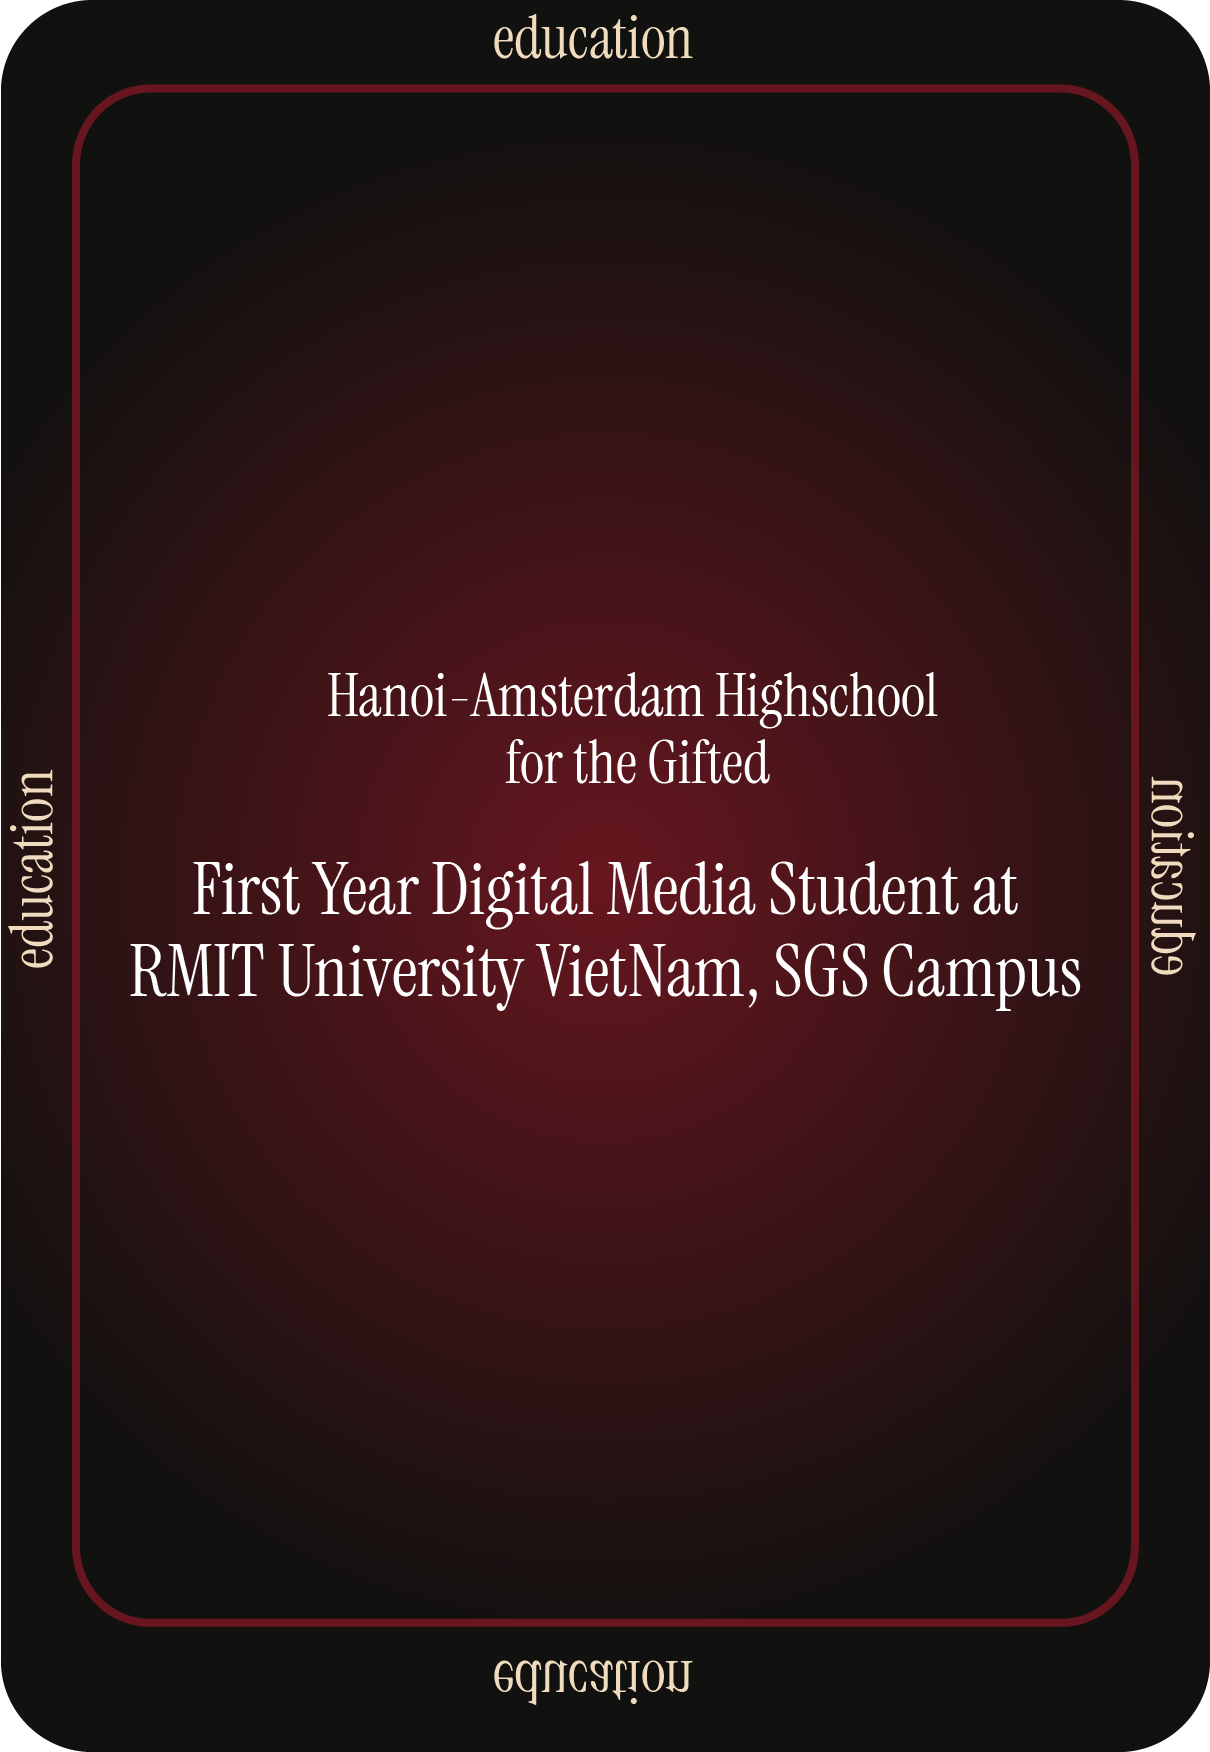 education
Hanoi-Amsterdam Highschool
for the Gifted
education
education
First Year Digital Media Student at
RMIT University VietNam, SGS Campus
education